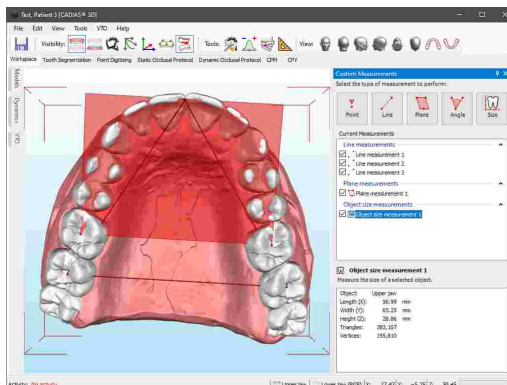 Test, Patient 3 [CADIAS® 3D]
File Edit View Tools VTO Help
Visibility: Tools: View:
Workspace Tooth Segmentation Point Digitizing Static Occlusal Protocol Dynamic Occlusal Protocol CPM CPV
Models
Dynamics
VTO
Custom Measurements
Select the type of measurement to perform:
Point Line Plane Angle Size
Current Measurements
Line measurements
Line measurement 1
Line measurement 2
Line measurement 3
Plane measurements
Plane measurement 1
Object size measurements
Object size measurement 1
Object size measurement 1
Measure the size of a selected object.
Object: Upper jaw
Length (X): 56.99 mm
Width (Y): 65.25 mm
Height (Z): 28.86 mm
Triangles: 383,107
Vertices: 195,810
Activity: No Activity